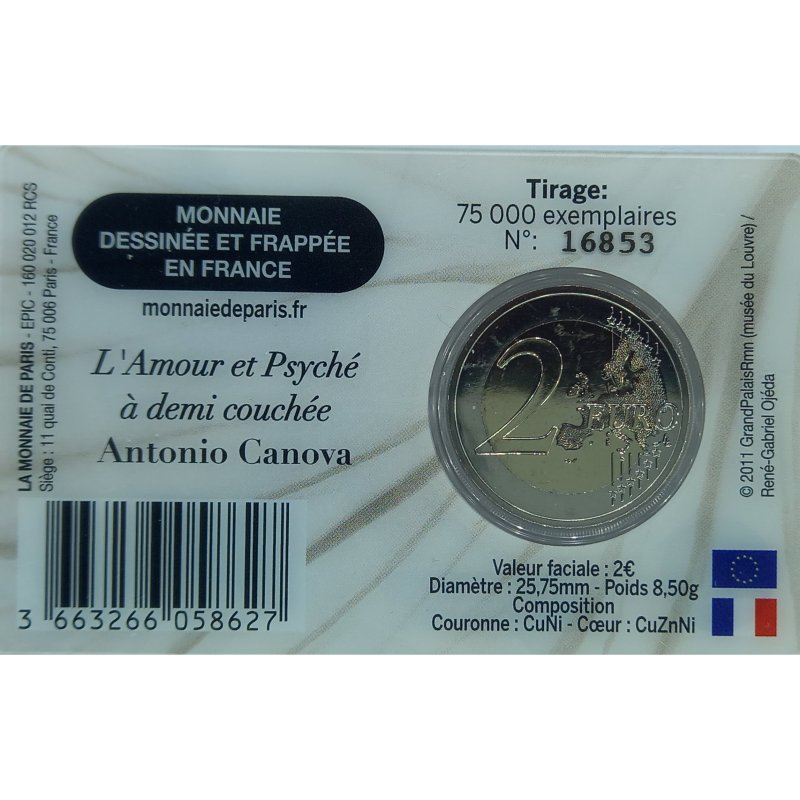 LA MONNAIE DE PARIS - EPIC - 160 020 012 RCS
Siège : 11 quai de Conti, 75 006 Paris - France
MONNAIE
DESSINÉE ET FRAPPÉE
EN FRANCE
monnaiedeparis.fr
L'Amour et Psyché
à demi couchée
Antonio Canova
3 663266 058627
Tirage:
75 000 exemplaires
N°: 16853
2 EURO
Valeur faciale : 2€
Diamètre : 25,75mm - Poids 8,50g
Composition
Couronne : CuNi - Cœur : CuZnNi
© 2011 GrandPalaisRmn (musée du Louvre) /
René-Gabriel Ojéda